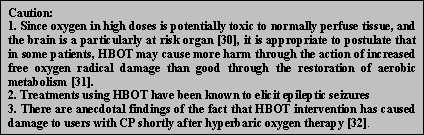 Caution:
1. Since oxygen in high doses is potentially toxic to normally perfuse tissue, and
the brain is a particularly at risk organ [30], it is appropriate to postulate that
in some patients, HBOT may cause more harm through the action of increased
free oxygen radical damage than good through the restoration of aerobic
metabolism [31].
2. Treatments using HBOT have been known to elicit epileptic seizures
3. There are anecdotal findings of the fact that HBOT intervention has caused
damage to users with CP shortly after hyperbaric oxygen therapy [32].